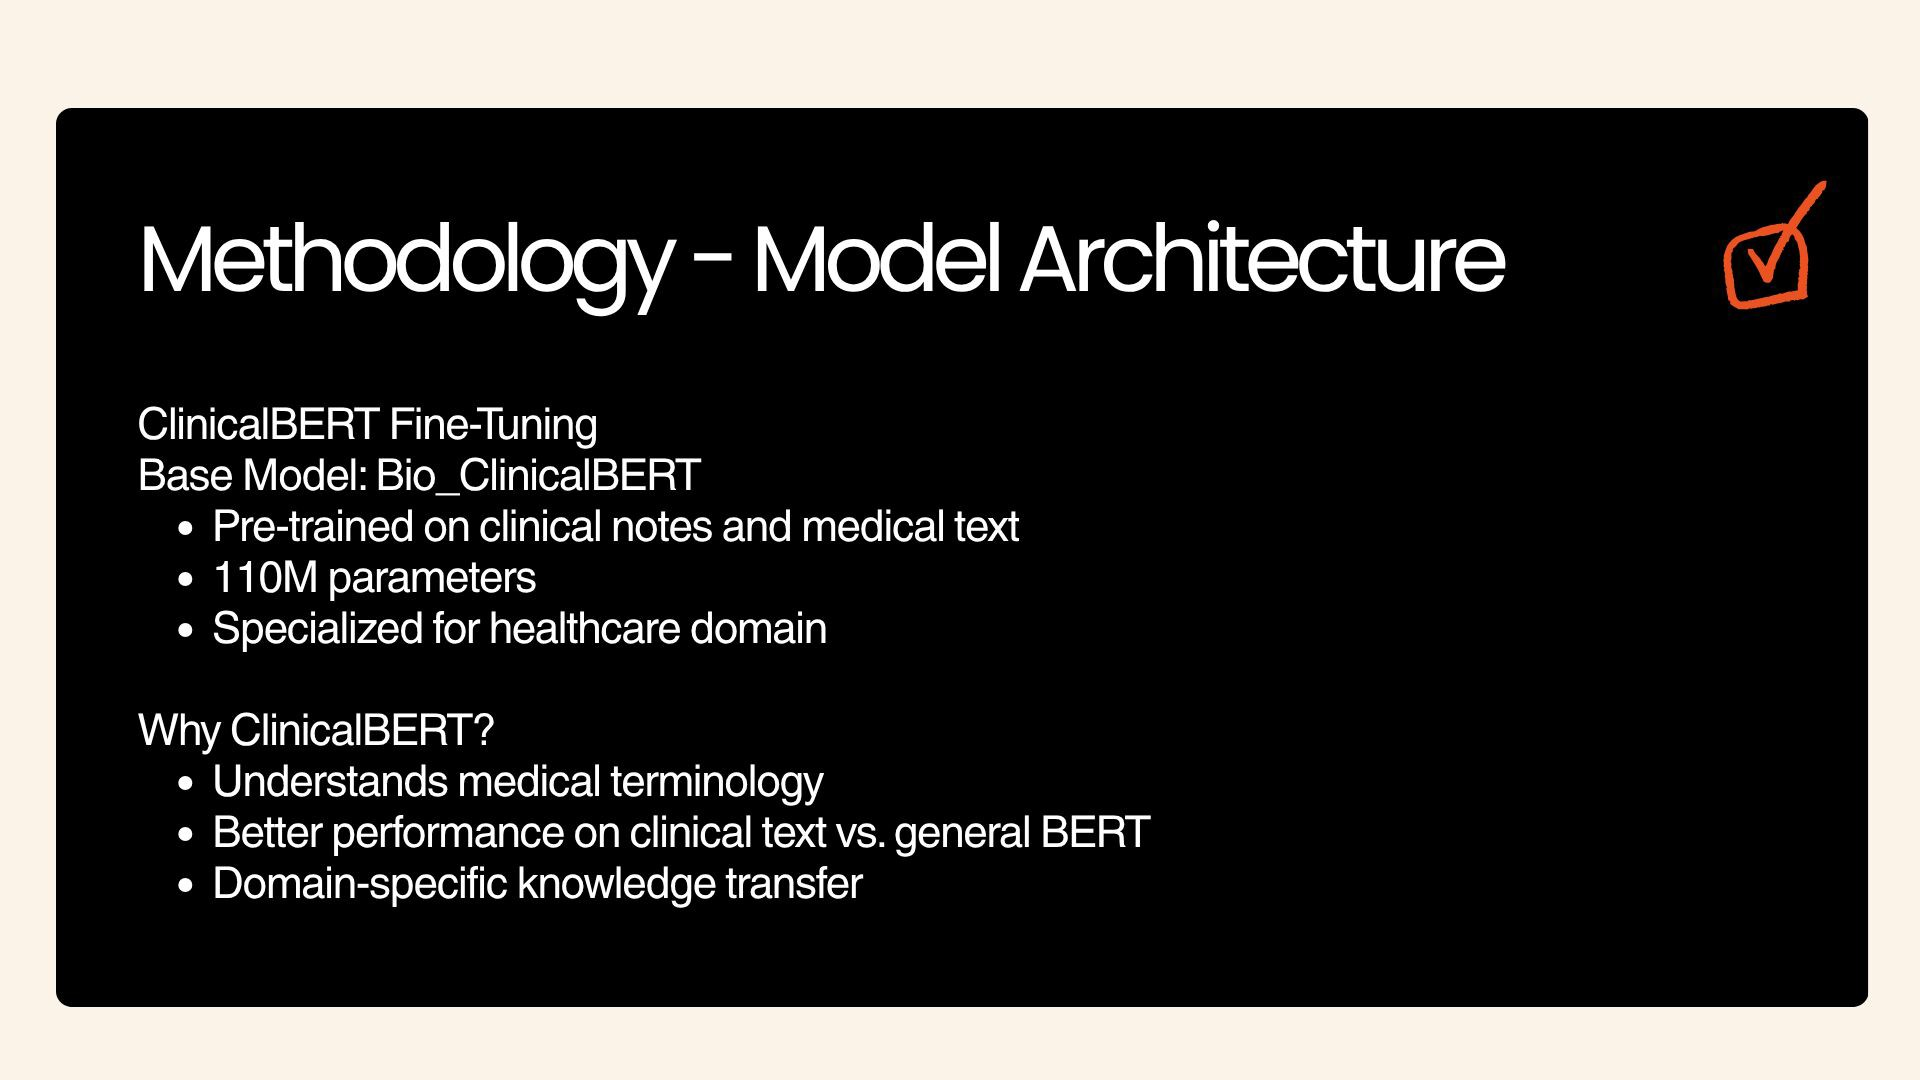 Methodology - Model Architecture
ClinicalBERT Fine-Tuning
Base Model: Bio_ClinicalBERT
• Pre-trained on clinical notes and medical text
• 110M parameters
• Specialized for healthcare domain
Why ClinicalBERT?
• Understands medical terminology
• Better performance on clinical text vs. general BERT
• Domain-specific knowledge transfer